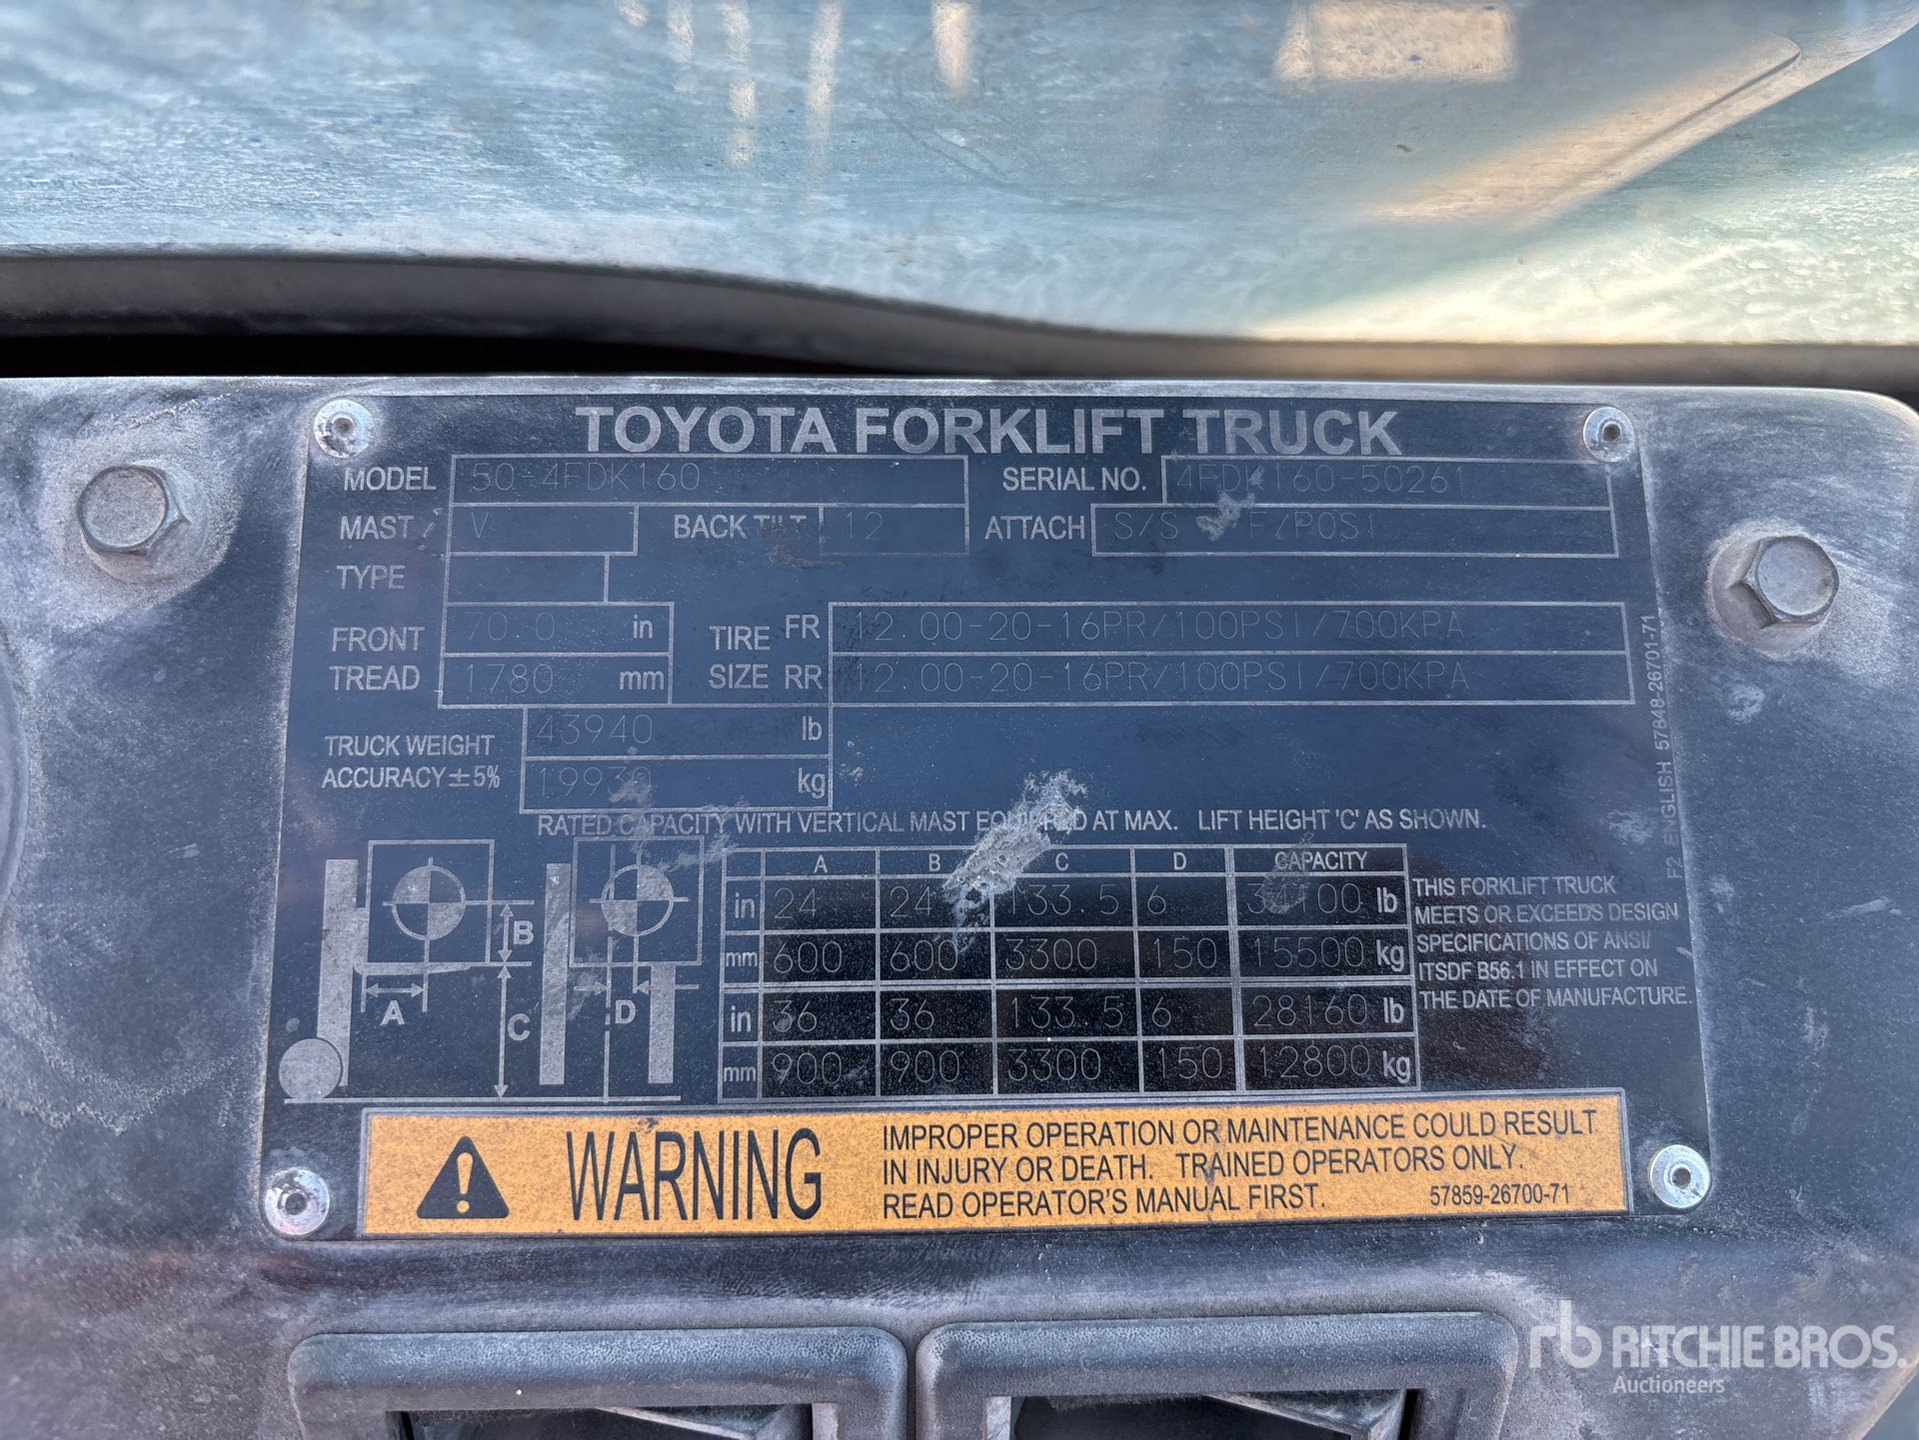 TOYOTA FORKLIFT TRUCK
MODEL 50-4FDK160 SERIAL NO. 4FDK160-50261
MAST V BACK TILT 12 ATTACH S/S F/POSI
TYPE
FRONT TREAD 70.0 in 1780 mm
TIRE SIZE FR 12.00-20-16PR/100PSI/700KPA
RR 12.00-20-16PR/100PSI/700KPA
TRUCK WEIGHT 43940 lb
ACCURACY ±5% 19930 kg
RATED CAPACITY WITH VERTICAL MAST EQUIPPED AT MAX. LIFT HEIGHT 'C' AS SHOWN.
A B C D CAPACITY
in 24 24 133.5 6 34100 lb
mm 600 600 3300 150 15500 kg
in 36 36 133.5 6 28160 lb
mm 900 900 3300 150 12800 kg
B
A
C
D
THIS FORKLIFT TRUCK
MEETS OR EXCEEDS DESIGN
SPECIFICATIONS OF ANSI/
ITSDF B56.1 IN EFFECT ON
THE DATE OF MANUFACTURE.
F2 ENGLISH 57848-26701-71
WARNING
IMPROPER OPERATION OR MAINTENANCE COULD RESULT
IN INJURY OR DEATH. TRAINED OPERATORS ONLY.
READ OPERATOR'S MANUAL FIRST. 57859-26700-71
rb RITCHIE BROS.
Auctioneers